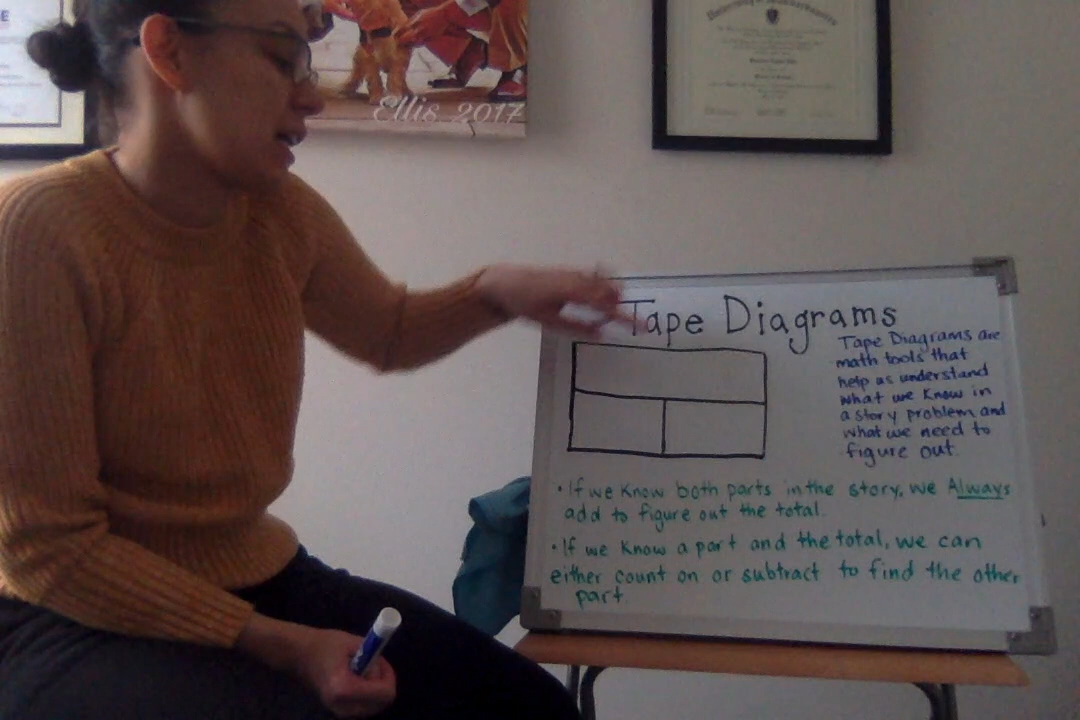 Ellis 2017
Tape Diagrams
Tape Diagrams are
math tools that
help us understand
what we know in
a story problem and
what we need to
figure out.
• If we know both parts in the story, we Always
add to figure out the total.
• If we know a part and the total, we can
either count on or subtract to find the other
part.